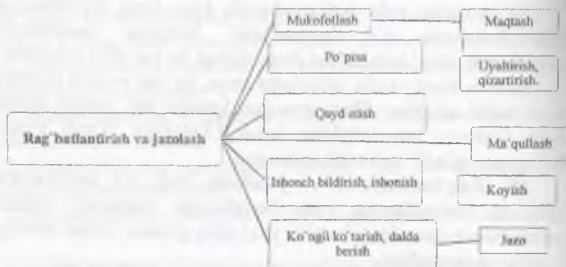 Mukofotlash
Maqtash
Po`pisa
Uyaltirish,
qizartirish.
Qayd etish
Rag`batlantirish va jazolash
Ma`qullash
Ishonch bildirish, ishonish
Koyish
Ko`ngil ko`tarish, dalda
berish
Jazo